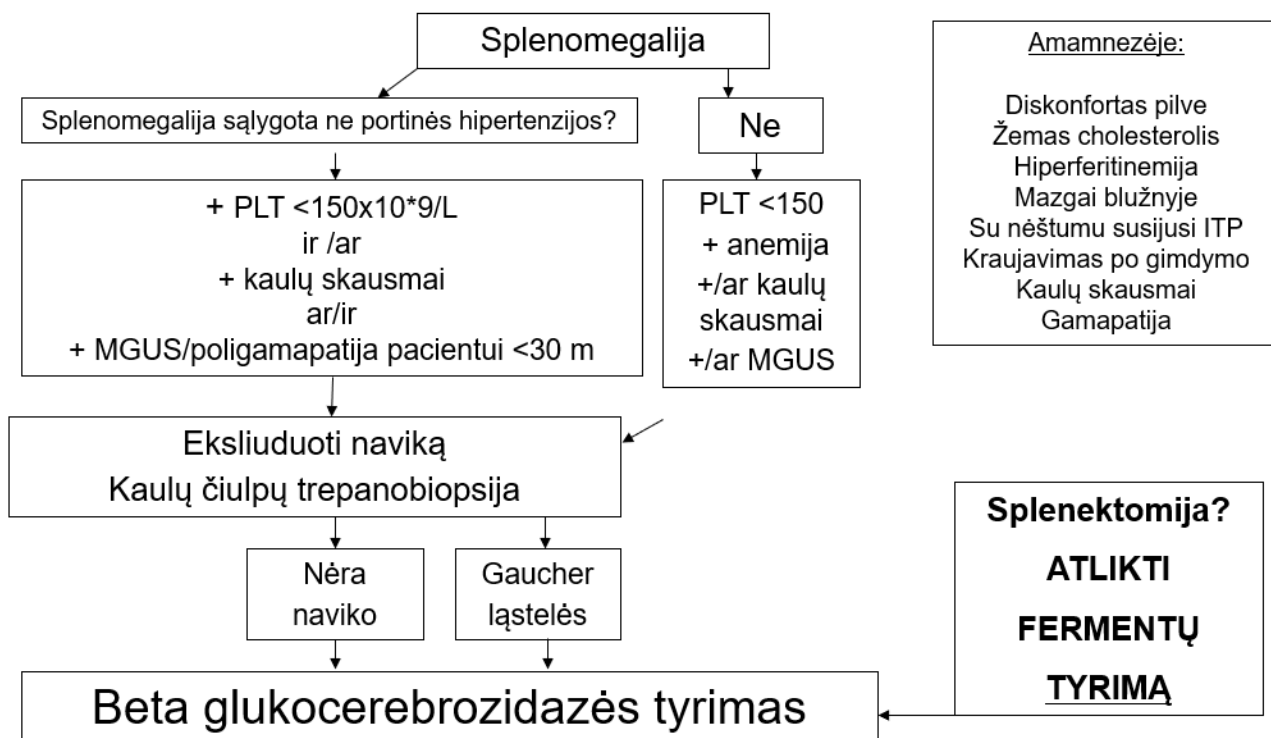 Splenomegalija
Splenomegalija sąlygota ne portinės hipertenzijos?
Ne
+ PLT <150x10*9/L
ir /ar
+ kaulų skausmai
ar/ir
+ MGUS/poligamapatija pacientui <30 m
PLT <150
+ anemija
+/ar kaulų
skausmai
+/ar MGUS
Amamnezėje:
Diskonfortas pilve
Žemas cholesterolis
Hiperferitinemija
Mazgai blužnyje
Su nėštumu susijusi ITP
Kraujavimas po gimdymo
Kaulų skausmai
Gamapatija
Eksliuduoti naviką
Kaulų čiulpų trepanobiopsija
Nėra
naviko
Gaucher
ląstelės
Splenektomija?
ATLIKTI
FERMENTŲ
TYRIMĄ
Beta glukocerebrozidazės tyrimas